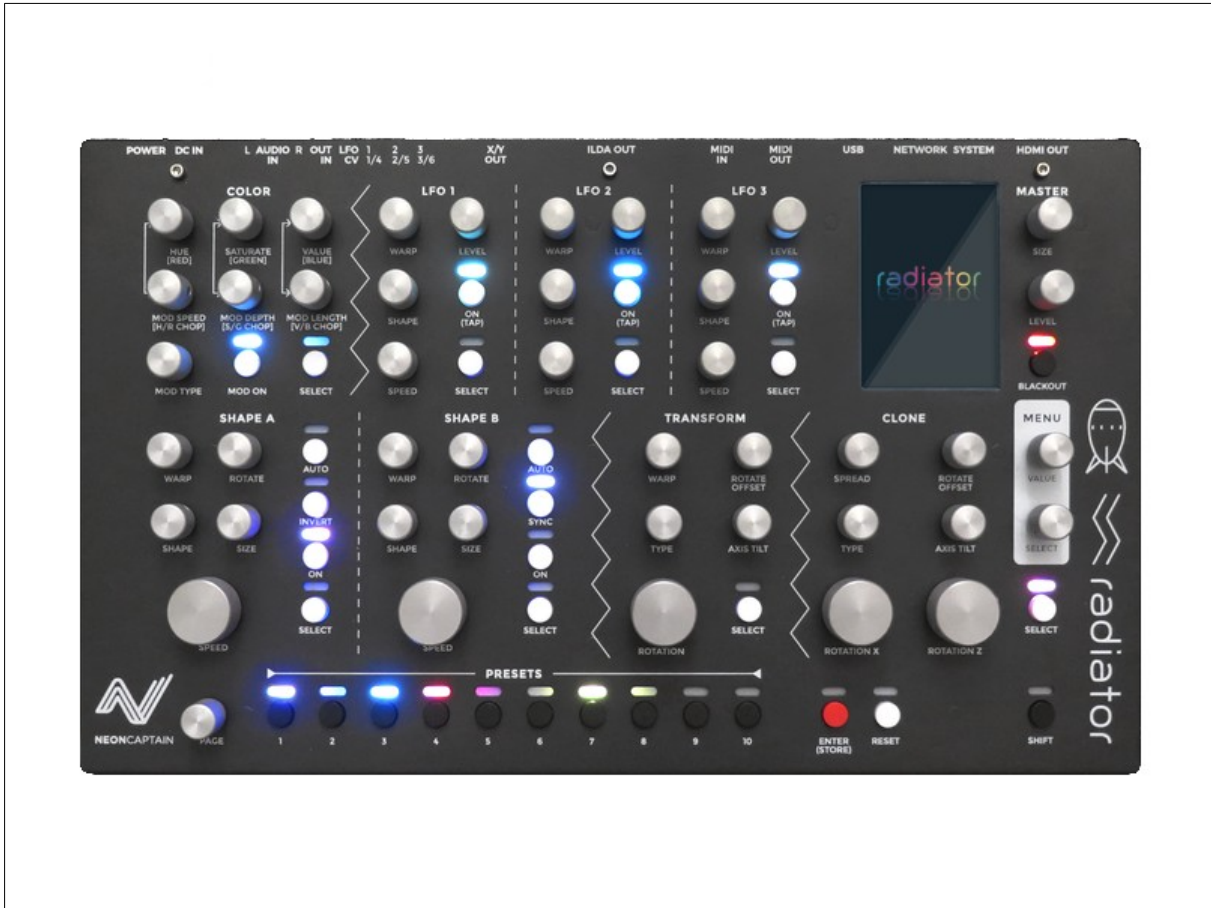 POWER DC IN L AUDIO R OUT LFO 1 2 3 X/Y ILDA OUT MIDI MIDI USB NETWORK SYSTEM HDMI OUT
IN IN CV 1/4 2/5 3/6 OUT IN OUT
COLOR LFO 1 LFO 2 LFO 3 MASTER
HUE SATURATE VALUE WARP LEVEL WARP LEVEL WARP LEVEL SIZE
[RED] [GREEN] [BLUE]
radiator
MOD SPEED MOD DEPTH MOD LENGTH SHAPE ON SHAPE ON SHAPE ON LEVEL
[H/R CHOP] [S/G CHOP] [V/B CHOP] (TAP) (TAP) (TAP)
MOD TYPE MOD ON SELECT SPEED SELECT SPEED SELECT SPEED SELECT BLACKOUT
SHAPE A SHAPE B TRANSFORM CLONE MENU
WARP ROTATE AUTO WARP ROTATE AUTO WARP ROTATE SPREAD ROTATE VALUE
OFFSET OFFSET
INVERT SYNC
SHAPE SIZE SHAPE SIZE TYPE AXIS TILT TYPE AXIS TILT SELECT
ON ON
SELECT SELECT SELECT SELECT
SPEED SPEED ROTATION ROTATION X ROTATION Z
radiator
PRESETS
NEONCAPTAIN PAGE 1 2 3 4 5 6 7 8 9 10 ENTER RESET SHIFT
(STORE)